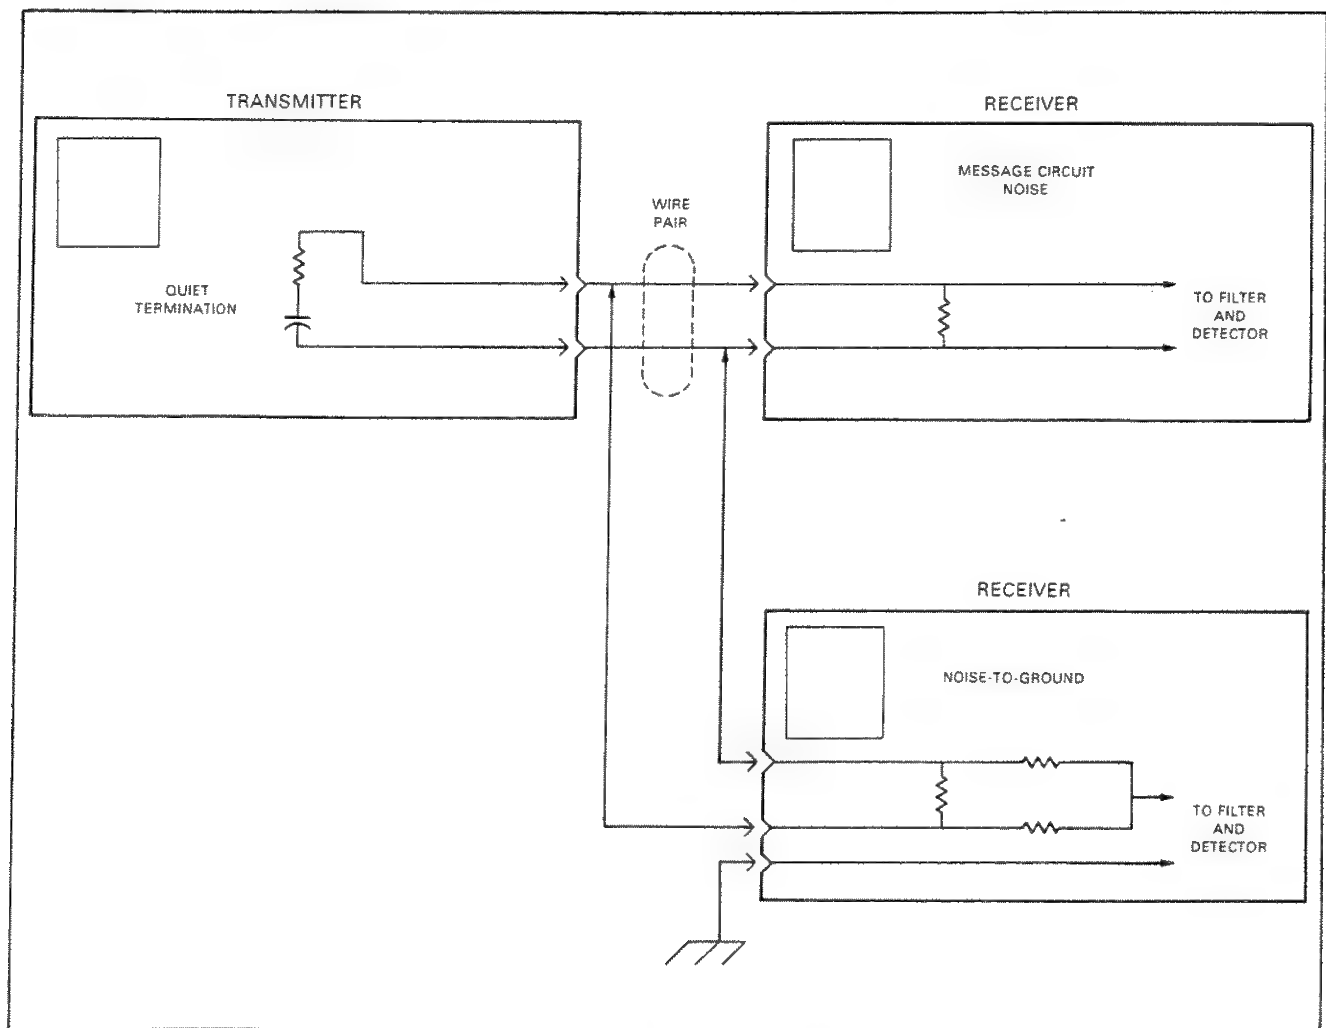 TRANSMITTER
QUIET
TERMINATION
WIRE
PAIR
RECEIVER
MESSAGE CIRCUIT
NOISE
TO FILTER
AND
DETECTOR
RECEIVER
NOISE-TO-GROUND
TO FILTER
AND
DETECTOR